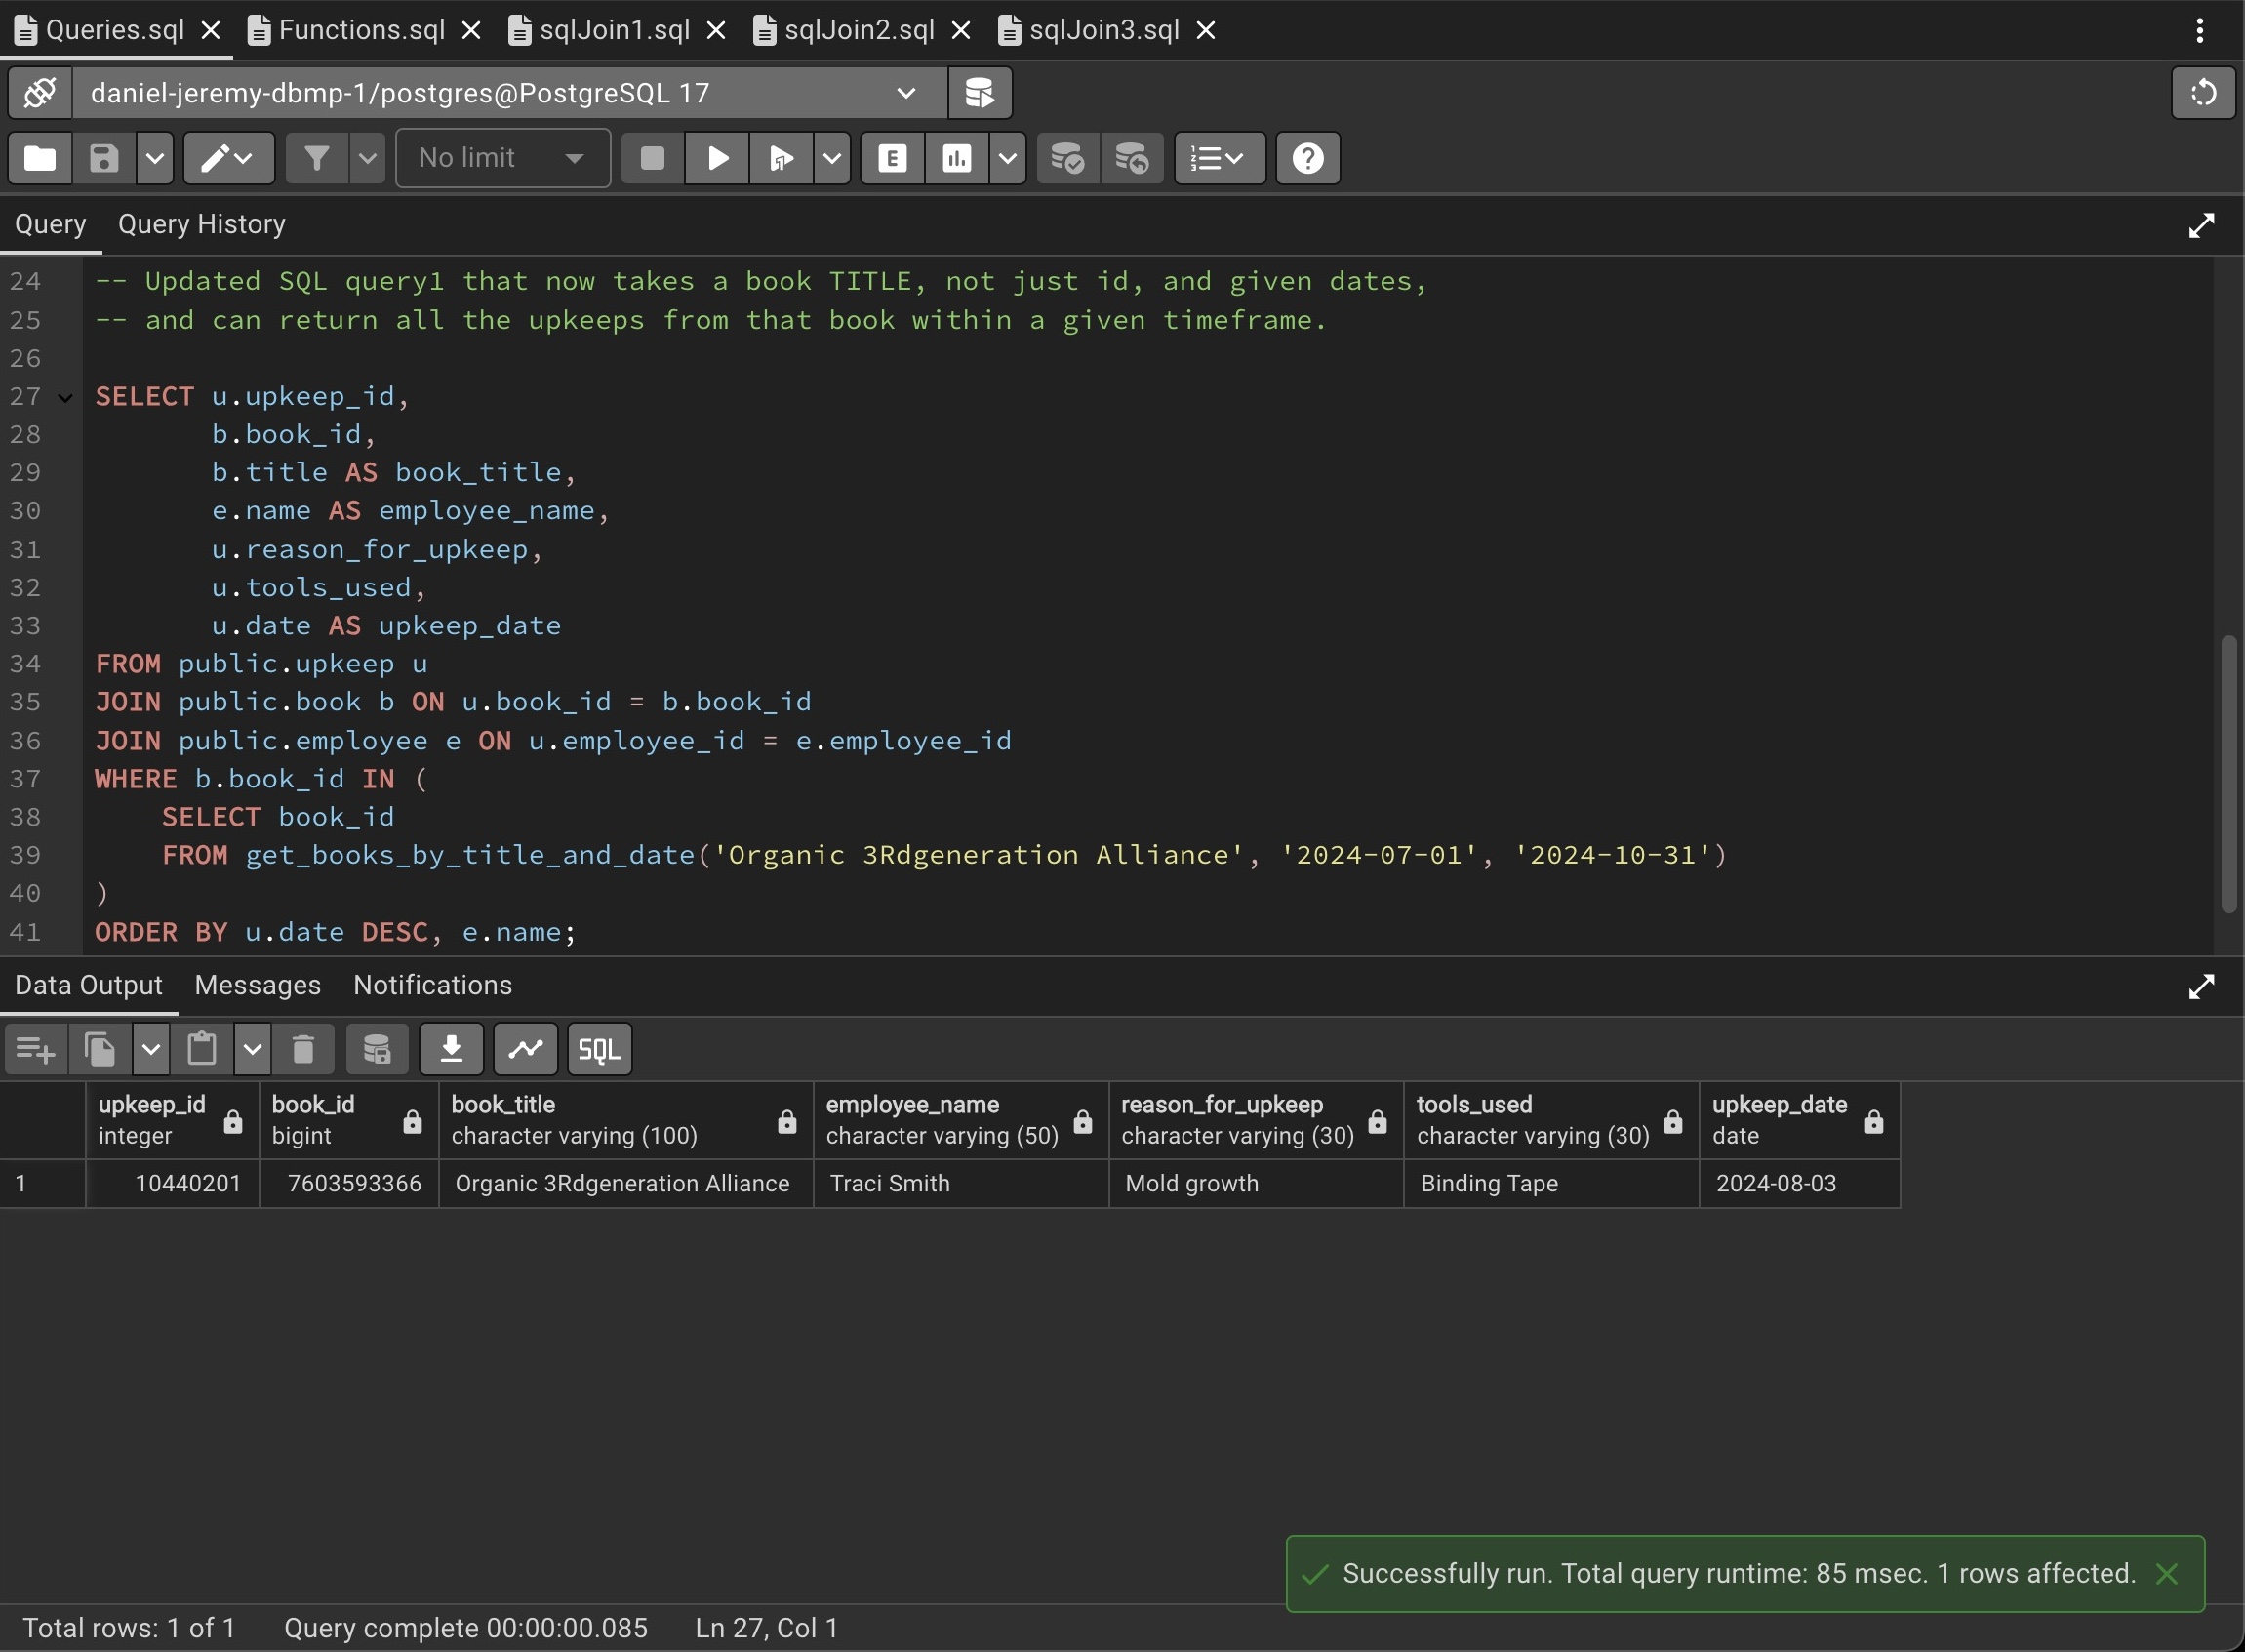 Queries.sql Functions.sql sqlJoin1.sql sqlJoin2.sql sqlJoin3.sql
daniel-jeremy-dbmp-1/postgres@PostgreSQL 17
No limit E
Query Query History
24 -- Updated SQL query1 that now takes a book TITLE, not just id, and given dates,
25 -- and can return all the upkeeps from that book within a given timeframe.
26
27 SELECT u.upkeep_id,
28 b.book_id,
29 b.title AS book_title,
30 e.name AS employee_name,
31 u.reason_for_upkeep,
32 u.tools_used,
33 u.date AS upkeep_date
34 FROM public.upkeep u
35 JOIN public.book b ON u.book_id = b.book_id
36 JOIN public.employee e ON u.employee_id = e.employee_id
37 WHERE b.book_id IN (
38 SELECT book_id
39 FROM get_books_by_title_and_date('Organic 3Rdgeneration Alliance', '2024-07-01', '2024-10-31')
40 )
41 ORDER BY u.date DESC, e.name;
Data Output Messages Notifications
SQL
upkeep_id book_id book_title employee_name reason_for_upkeep tools_used upkeep_date
integer bigint character varying (100) character varying (50) character varying (30) character varying (30) date
1 10440201 7603593366 Organic 3Rdgeneration Alliance Traci Smith Mold growth Binding Tape 2024-08-03
Successfully run. Total query runtime: 85 msec. 1 rows affected.
Total rows: 1 of 1 Query complete 00:00:00.085 Ln 27, Col 1